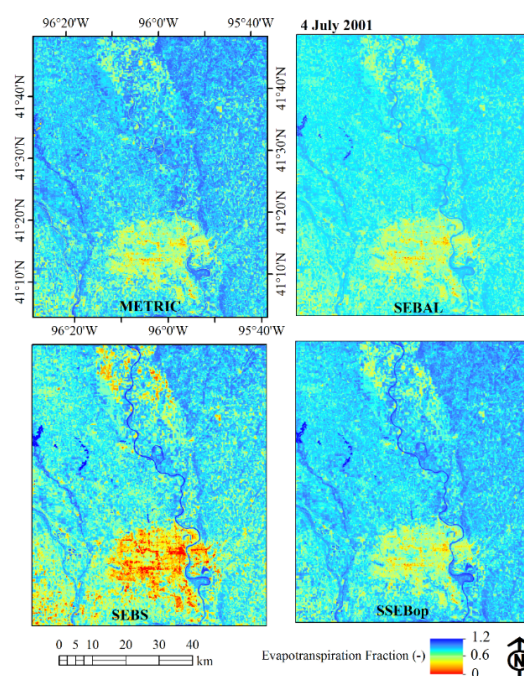 96°20'W 96°0'W 95°40'W
4 July 2001
41°40'N
41°30'N
41°20'N
41°10'N
41°40'N
41°30'N
41°20'N
41°10'N
METRIC
SEBAL
96°20'W 96°0'W 95°40'W
SEBS
SSEBop
0 5 10 20 30 40
km
Evapotranspiration Fraction (-)
1.2
0.6
0
N